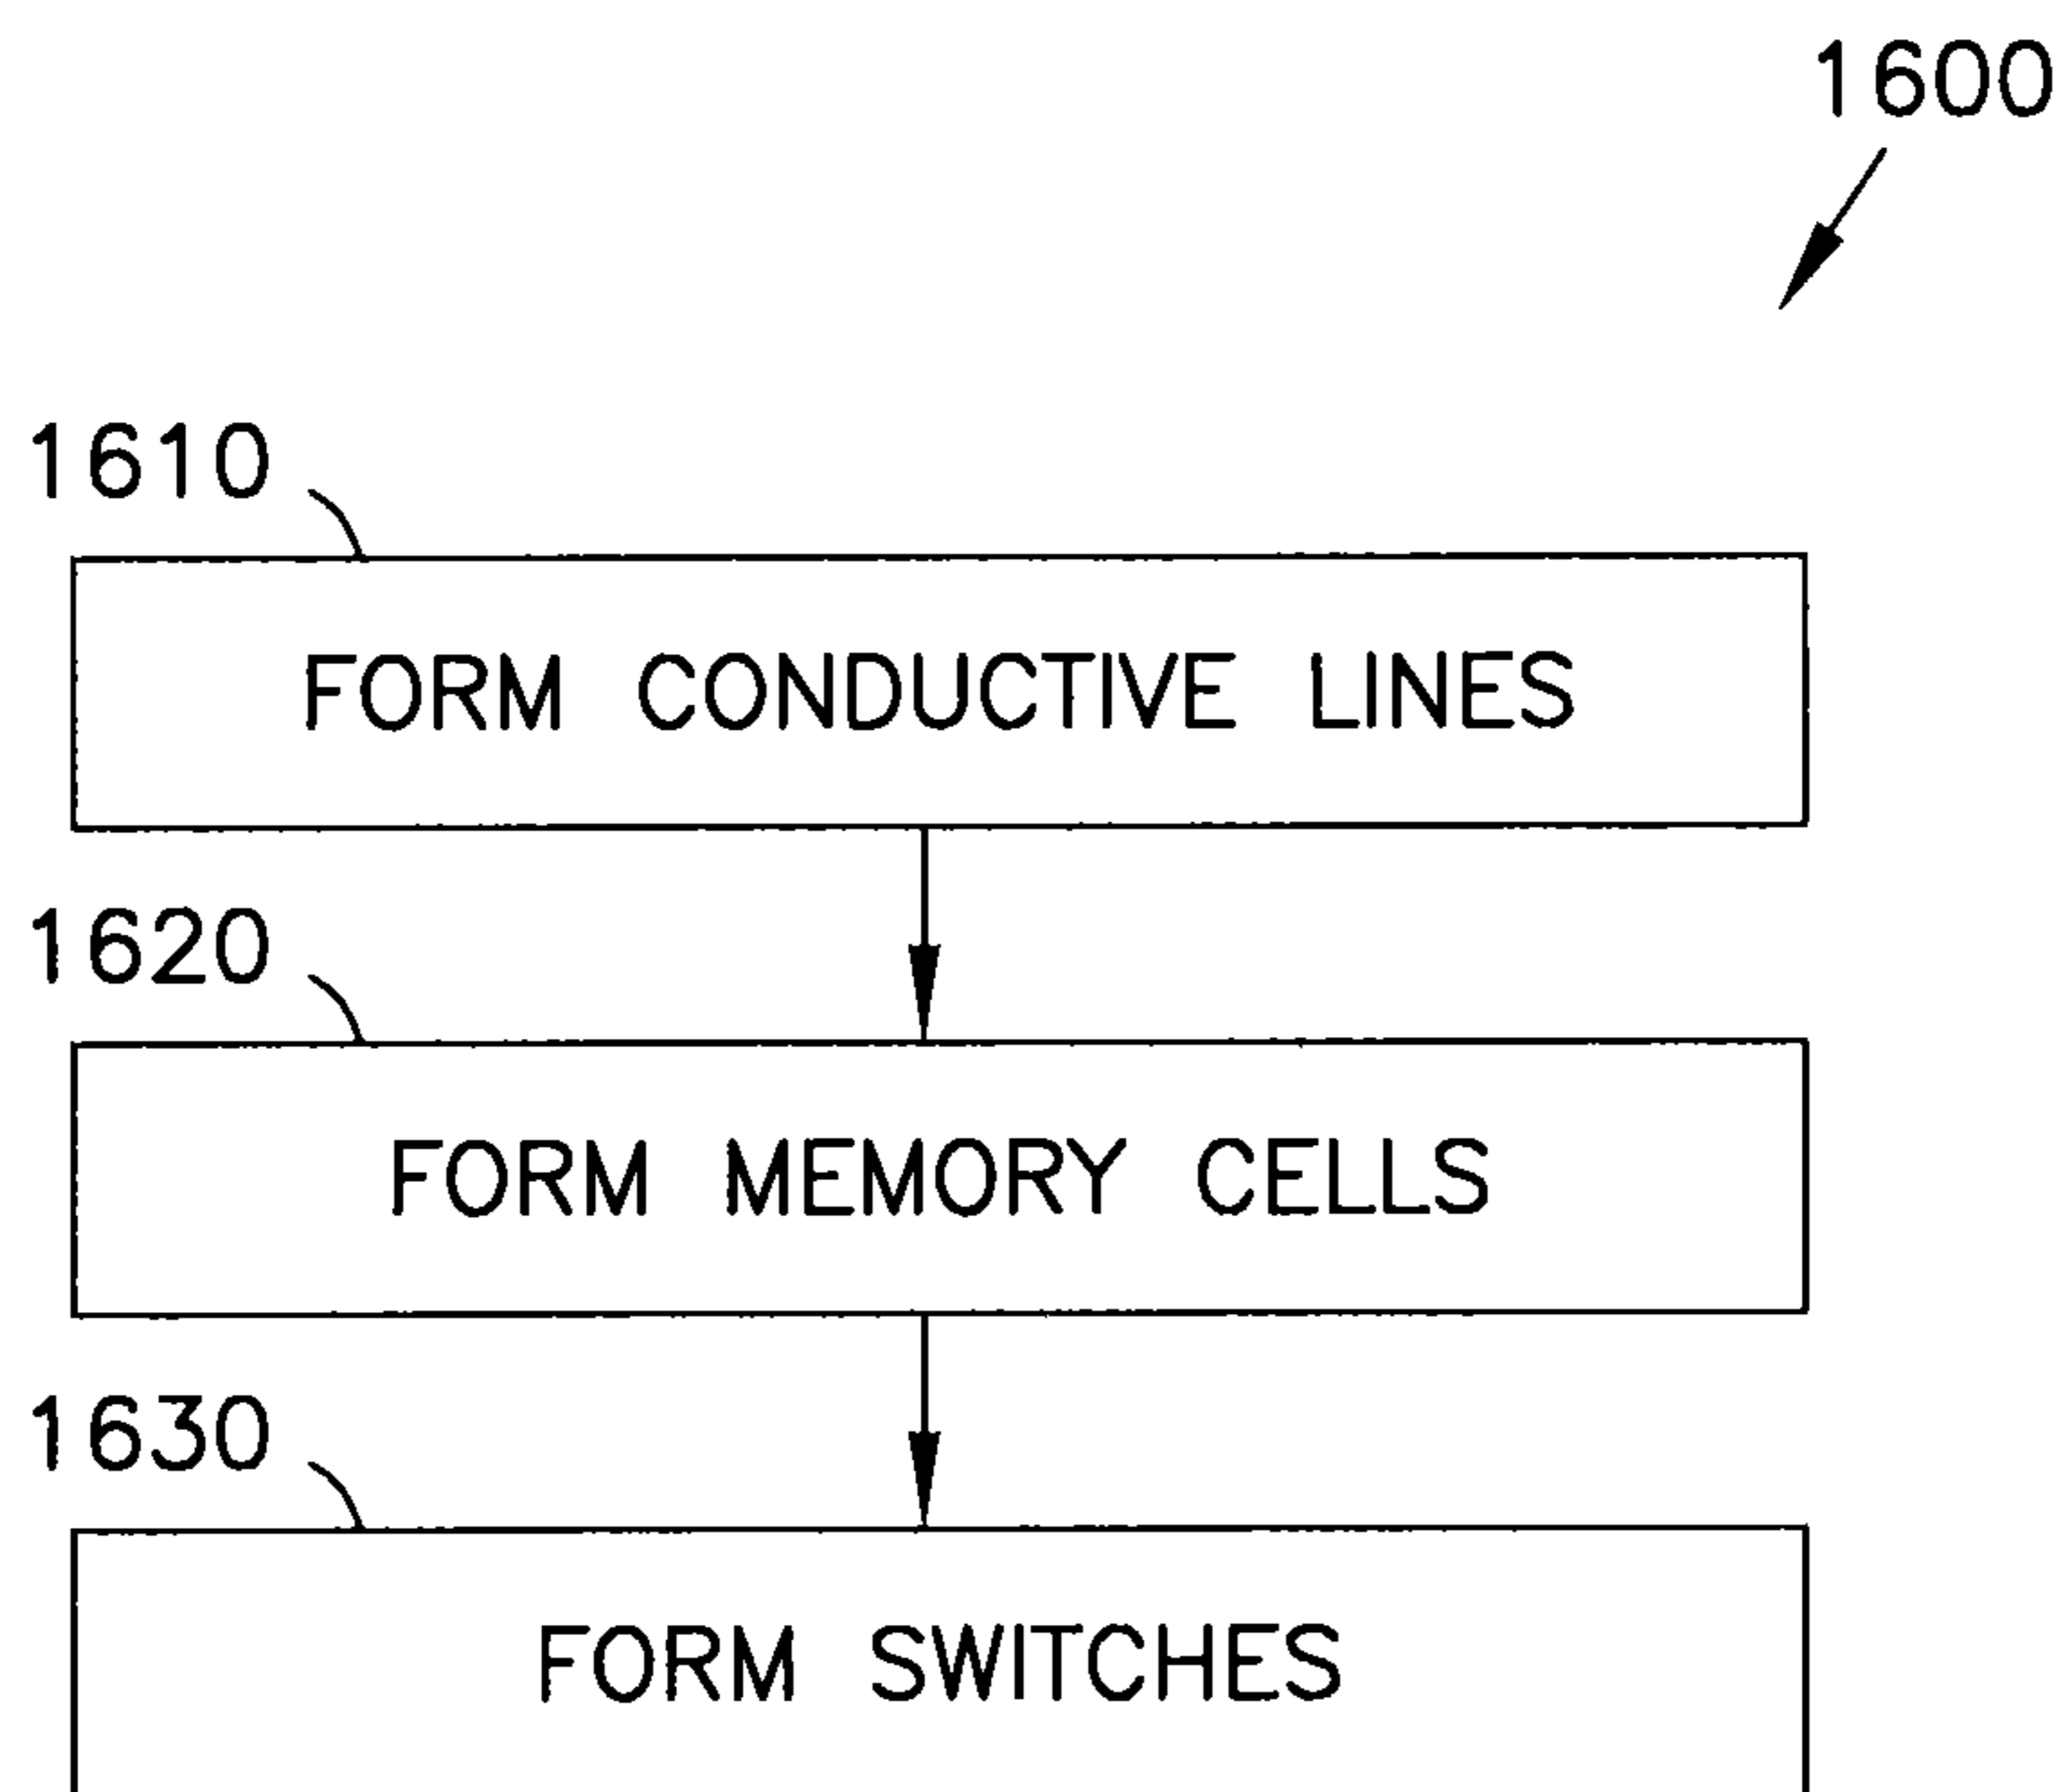 1600
1610
FORM CONDUCTIVE LINES
1620
FORM MEMORY CELLS
1630
FORM SWITCHES